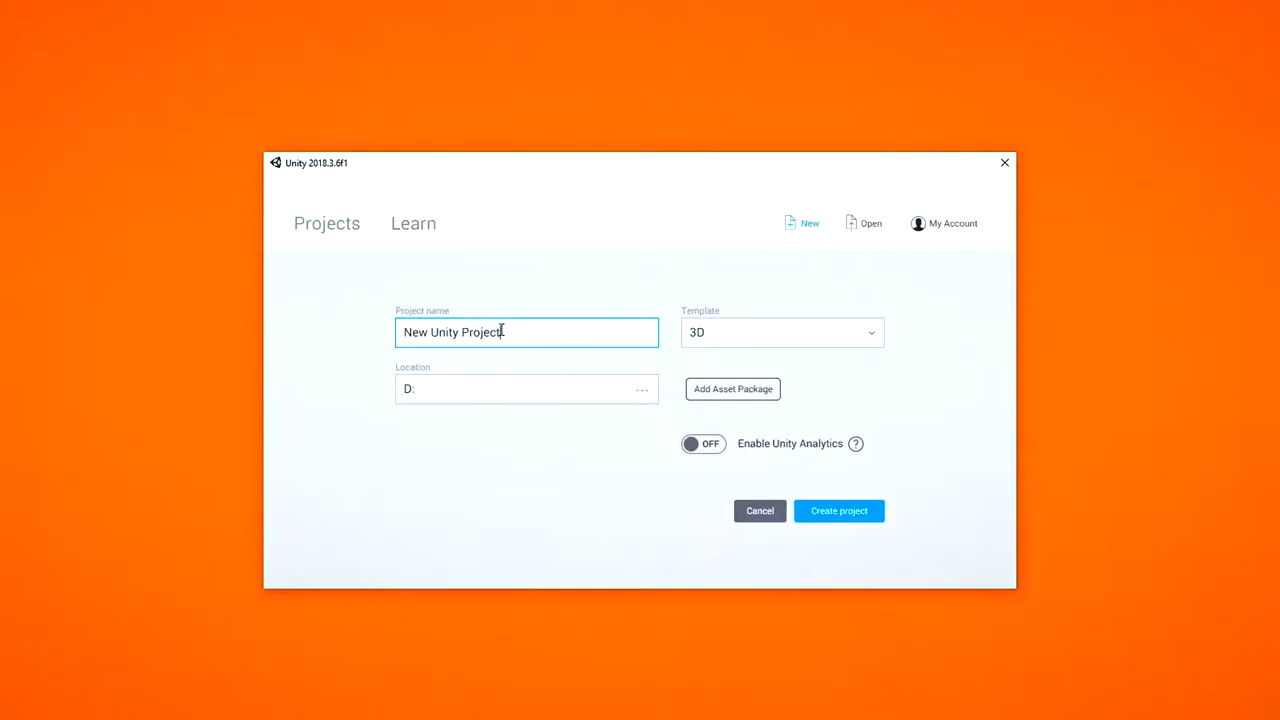 Unity 2018.3.6f1
Projects Learn New Open My Account
Project name Template
New Unity Project 3D
Location
D: ... Add Asset Package
OFF Enable Unity Analytics ?
Cancel Create project